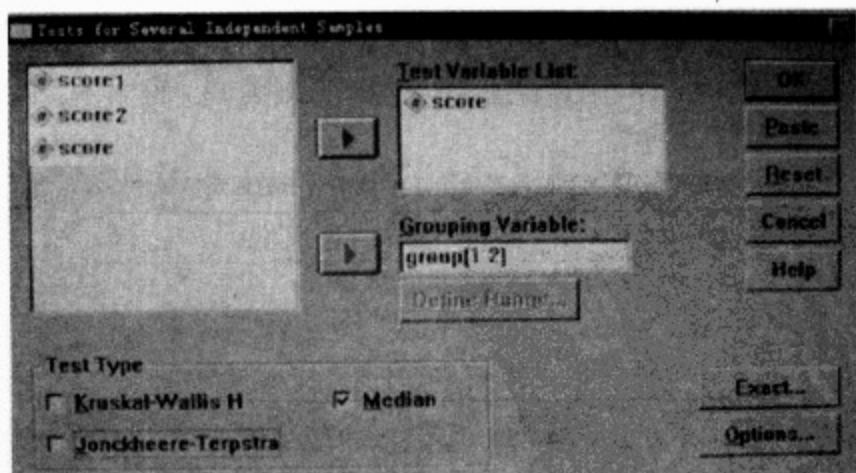 Tests for Several Independent Samples
score1
score2
score
Test Variable List:
score
Grouping Variable:
group[1 2]
Define Range...
OK
Paste
Reset
Cancel
Help
Test Type
Kruskal-Wallis H
Median
Jonckheere-Terpstra
Exact...
Options...